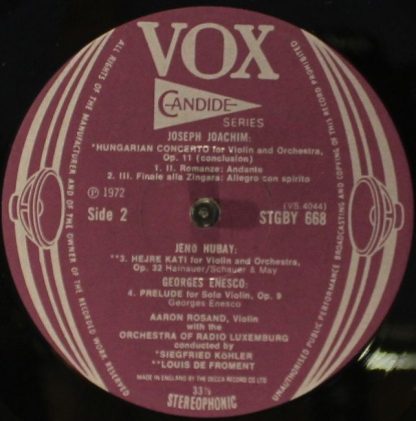 VOX
CANDIDE
SERIES
JOSEPH JOACHIM:
*HUNGARIAN CONCERTO for Violin and Orchestra,
Op. 11 (conclusion)
1. II. Romanze: Andante
2. III. Finale alla Zingara: Allegro con spirito
℗ 1972
(VS.4044)
Side 2
STGBY 668
JENO HUBAY:
**3. HEJRE KATI for Violin and Orchestra,
Op. 32 Hainauer/Schauer & May
GEORGES ENESCO:
4. PRELUDE for Solo Violin, Op. 9
Georges Enesco
AARON ROSAND, Violin
with the
ORCHESTRA OF RADIO LUXEMBURG
conducted by
*SIEGFRIED KÖHLER
**LOUIS DE FROMENT
MADE IN ENGLAND BY THE DECCA RECORD CO LTD
33⅓
STEREOPHONIC
ALL RIGHTS OF THE MANUFACTURER AND OF THE OWNER OF THE RECORDED WORK RESERVED
UNAUTHORISED PUBLIC PERFORMANCE BROADCASTING AND COPYING OF THIS RECORD PROHIBITED